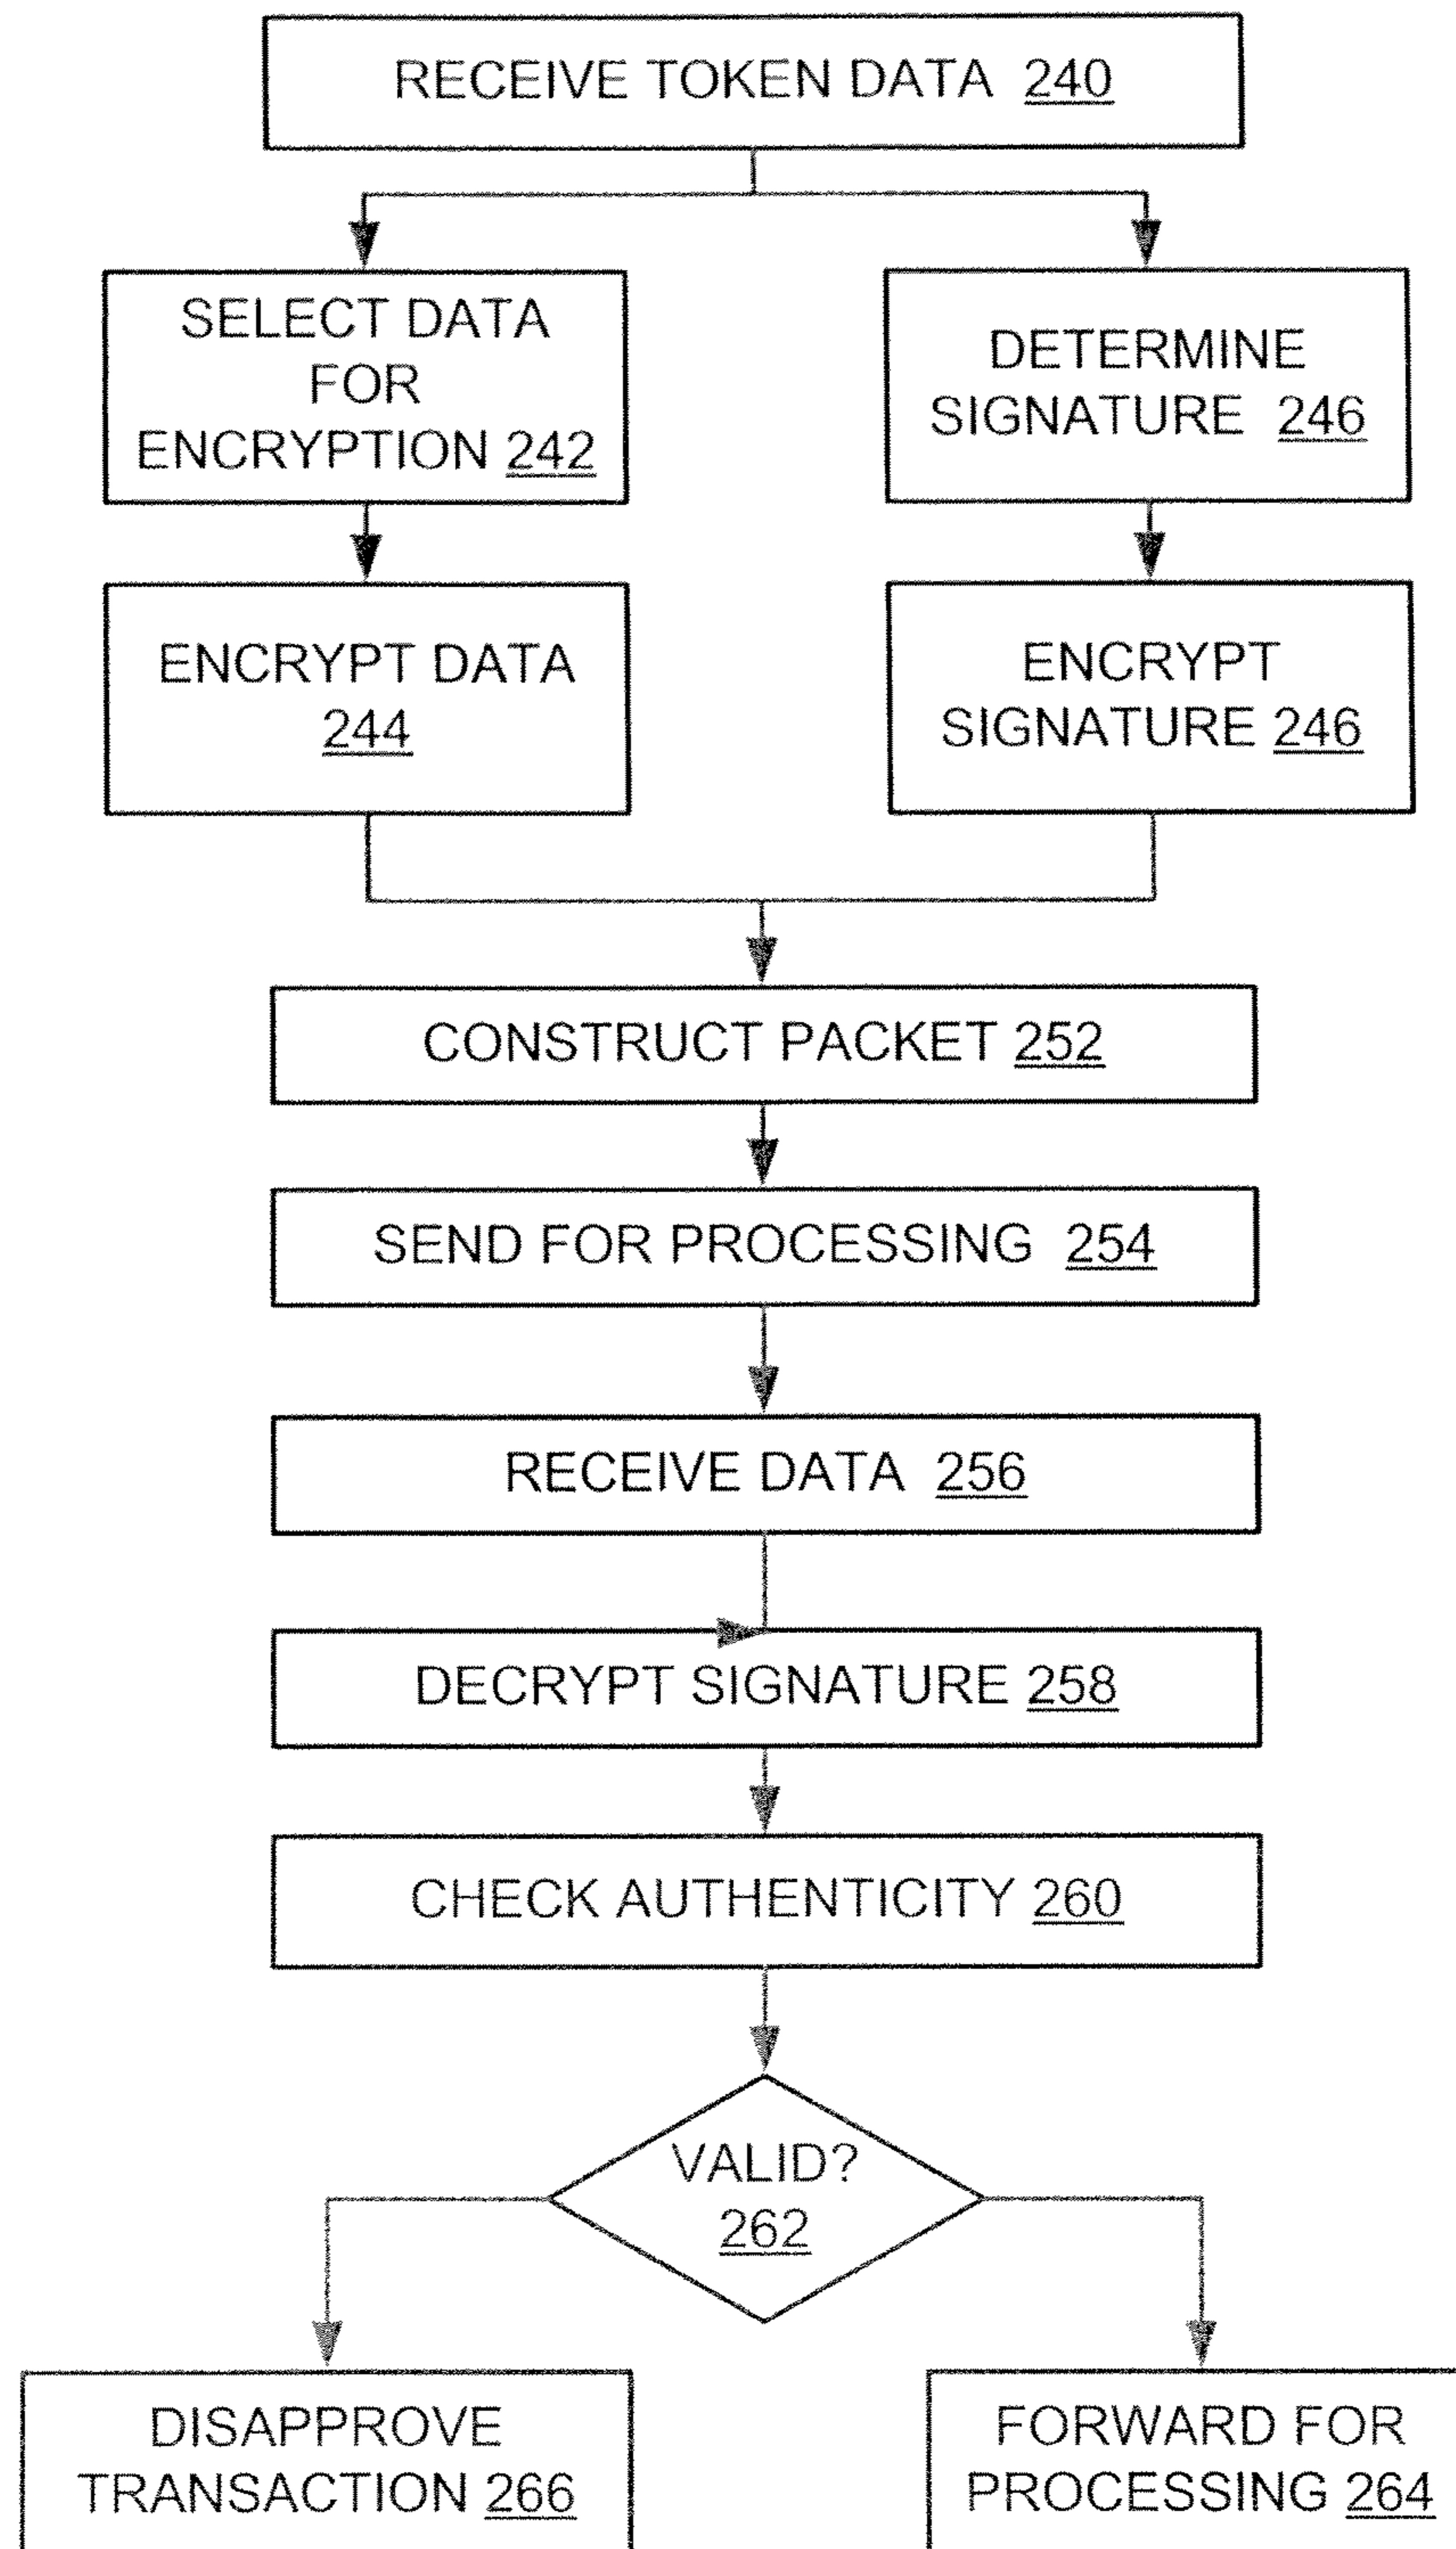 RECEIVE TOKEN DATA 240
SELECT DATA
FOR
ENCRYPTION 242
DETERMINE
SIGNATURE 246
ENCRYPT DATA
244
ENCRYPT
SIGNATURE 246
CONSTRUCT PACKET 252
SEND FOR PROCESSING 254
RECEIVE DATA 256
DECRYPT SIGNATURE 258
CHECK AUTHENTICITY 260
VALID?
262
DISAPPROVE
TRANSACTION 266
FORWARD FOR
PROCESSING 264